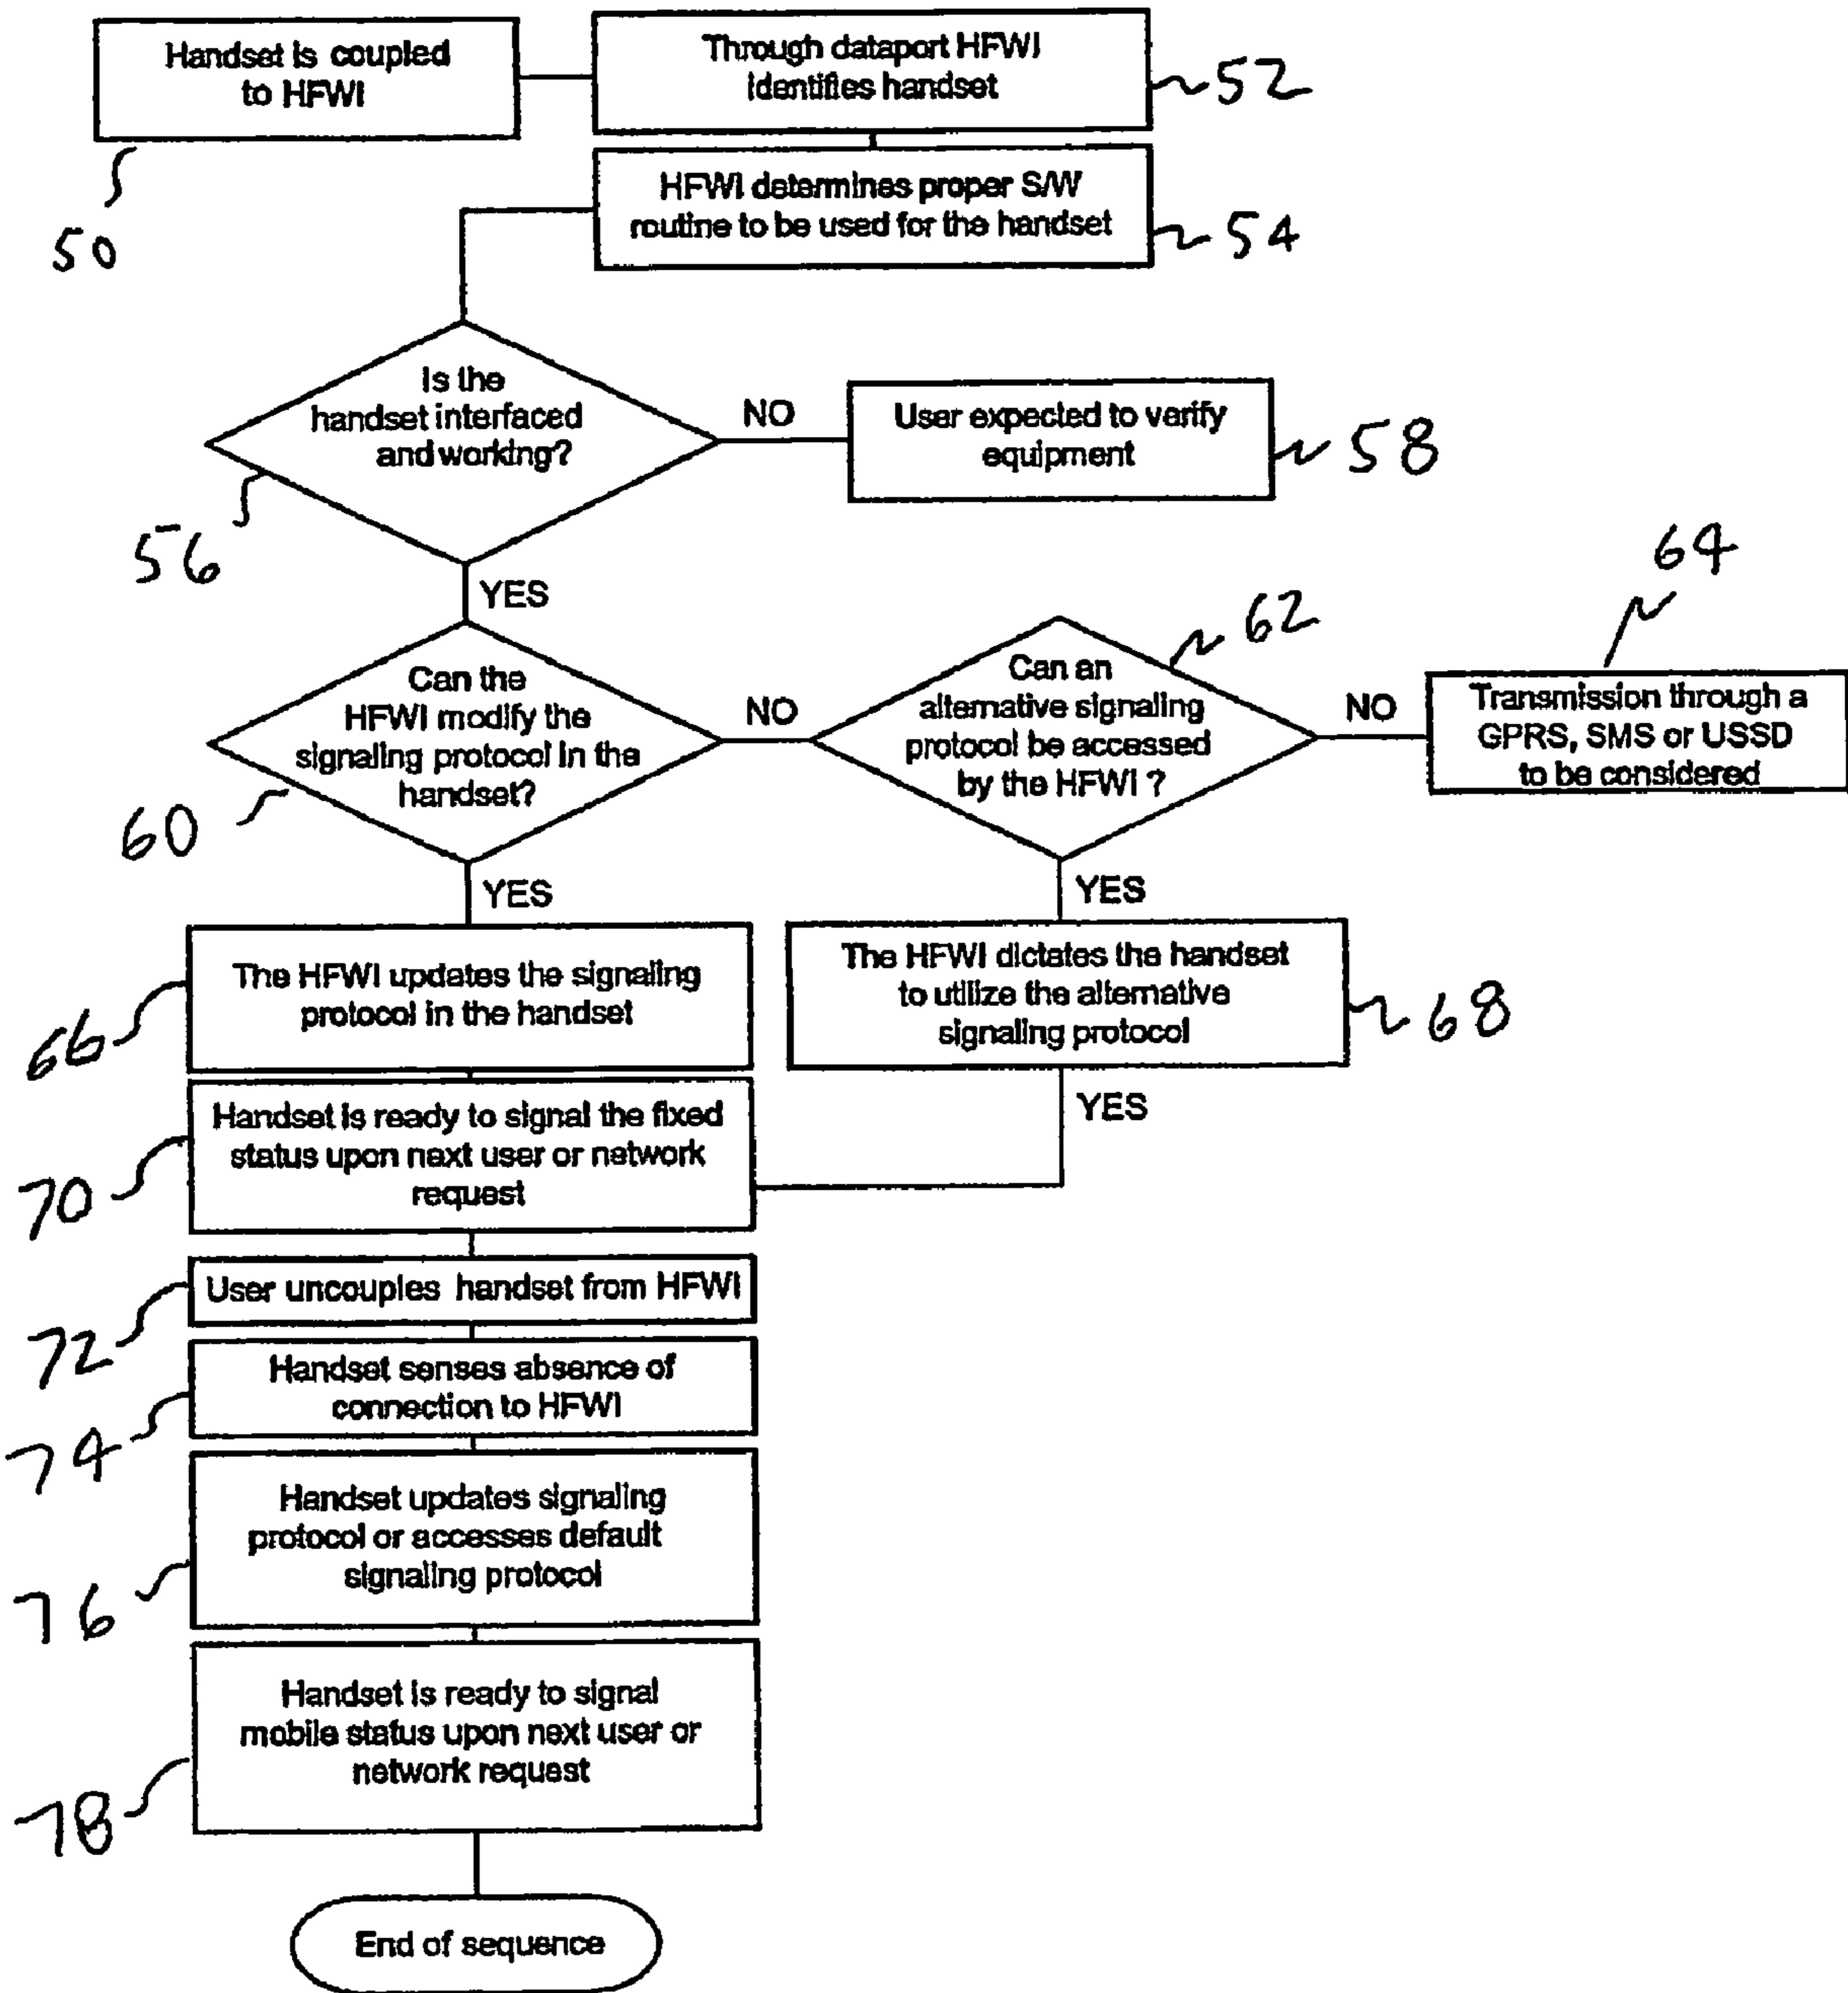 Handset is coupled
to HFWI
50
Through dataport HFWI
identifies handset
52
HFWI determines proper S/W
routine to be used for the handset
54
Is the
handset interfaced
and working?
56
NO
User expected to verify
equipment
58
YES
Can the
HFWI modify the
signaling protocol in the
handset?
60
NO
Can an
alternative signaling
protocol be accessed
by the HFWI ?
62
NO
Transmission through a
GPRS, SMS or USSD
to be considered
64
YES
YES
The HFWI updates the signaling
protocol in the handset
66
The HFWI dictates the handset
to utilize the alternative
signaling protocol
68
YES
Handset is ready to signal the fixed
status upon next user or network
request
70
User uncouples handset from HFWI
72
Handset senses absence of
connection to HFWI
74
Handset updates signaling
protocol or accesses default
signaling protocol
76
Handset is ready to signal
mobile status upon next user or
network request
78
End of sequence